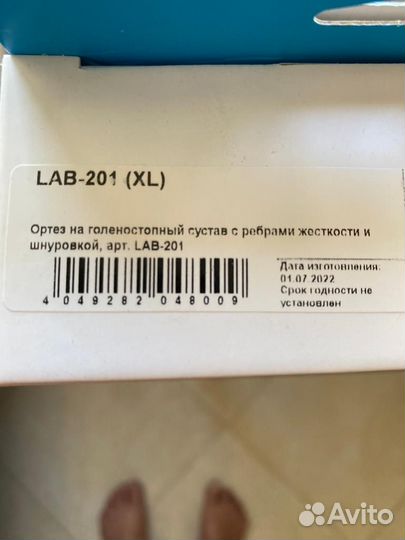 LAB-201 (XL)
Ортез на голеностопный сустав с ребрами жесткости и
шнуровкой, арт. LAB-201
Дата изготовления:
01.07.2022
Срок годности не
установлен
4 049282 048009
Avito